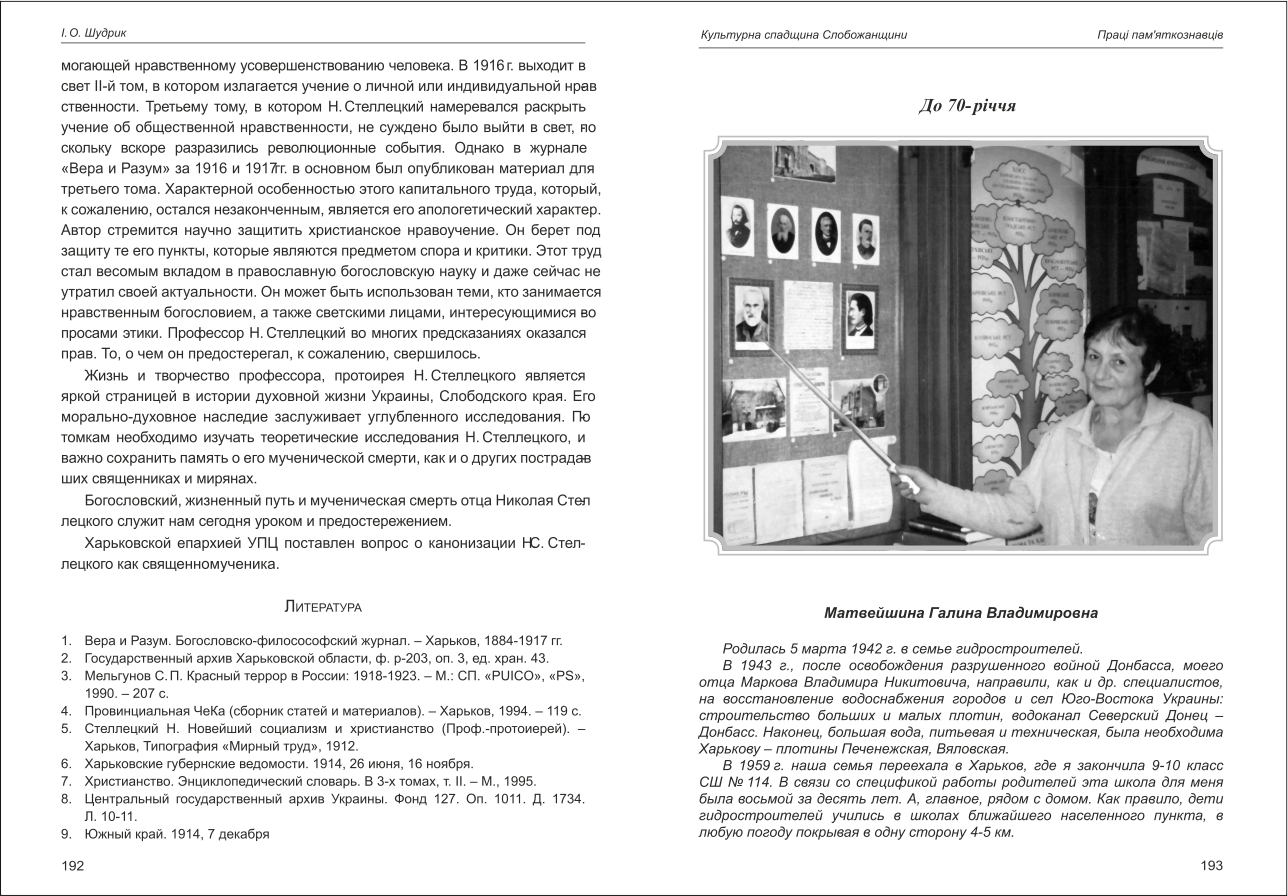 І. О. Шудрик
могающей нравственному усовершенствованию человека. В 1916 г. выходит в
свет II-й том, в котором излагается учение о личной или индивидуальной нрав
ственности. Третьему тому, в котором Н. Стеллецкий намеревался раскрыть
учение об общественной нравственности, не суждено было выйти в свет, по
скольку вскоре разразились революционные события. Однако в журнале
«Вера и Разум» за 1916 и 1917гг. в основном был опубликован материал для
третьего тома. Характерной особенностью этого капитального труда, который,
к сожалению, остался незаконченным, является его апологетический характер.
Автор стремится научно защитить христианское нравоучение. Он берет под
защиту те его пункты, которые являются предметом спора и критики. Этот труд
стал весомым вкладом в православную богословскую науку и даже сейчас не
утратил своей актуальности. Он может быть использован теми, кто занимается
нравственным богословием, а также светскими лицами, интересующимися во
просами этики. Профессор Н. Стеллецкий во многих предсказаниях оказался
прав. То, о чем он предостерегал, к сожалению, свершилось.
Жизнь и творчество профессора, протоирея Н. Стеллецкого является
яркой страницей в истории духовной жизни Украины, Слободского края. Его
морально-духовное наследие заслуживает углубленного исследования. По
томкам необходимо изучать теоретические исследования Н. Стеллецкого, и
важно сохранить память о его мученической смерти, как и о других пострадав
ших священниках и мирянах.
Богословский, жизненный путь и мученическая смерть отца Николая Стел
лецкого служит нам сегодня уроком и предостережением.
Харьковской епархией УПЦ поставлен вопрос о канонизации НС. Стел-
лецкого как священномученика.
Литература
1. Вера и Разум. Богословско-филосософский журнал. – Харьков, 1884-1917 гг.
2. Государственный архив Харьковской области, ф. р-203, оп. 3, ед. хран. 43.
3. Мельгунов С. П. Красный террор в России: 1918-1923. – М.: СП. «PUICO», «PS»,
1990. – 207 с.
4. Провинциальная ЧеКа (сборник статей и материалов). – Харьков, 1994. – 119 с.
5. Стеллецкий Н. Новейший социализм и христианство (Проф.-протоиерей). –
Харьков, Типография «Мирный труд», 1912.
6. Харьковские губернские ведомости. 1914, 26 июня, 16 ноября.
7. Христианство. Энциклопедический словарь. В 3-х томах, т. II. – М., 1995.
8. Центральный государственный архив Украины. Фонд 127. Оп. 1011. Д. 1734.
Л. 10-11.
9. Южный край. 1914, 7 декабря
192
Культурна спадщина Слобожанщини Праці пам'яткознавців
До 70-річчя
Матвейшина Галина Владимировна
Родилась 5 марта 1942 г. в семье гидростроителей.
В 1943 г., после освобождения разрушенного войной Донбасса, моего
отца Маркова Владимира Никитовича, направили, как и др. специалистов,
на восстановление водоснабжения городов и сел Юго-Востока Украины:
строительство больших и малых плотин, водоканал Северский Донец –
Донбасс. Наконец, большая вода, питьевая и техническая, была необходима
Харькову – плотины Печенежская, Вяловская.
В 1959 г. наша семья переехала в Харьков, где я закончила 9-10 класс
СШ № 114. В связи со спецификой работы родителей эта школа для меня
была восьмой за десять лет. А, главное, рядом с домом. Как правило, дети
гидростроителей учились в школах ближайшего населенного пункта, в
любую погоду покрывая в одну сторону 4-5 км.
193